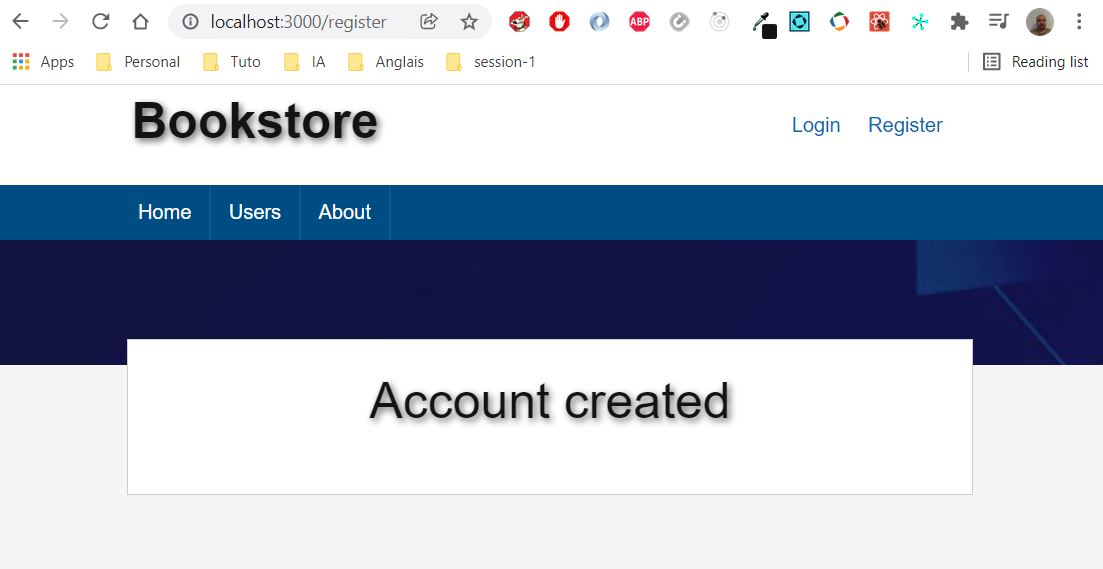 localhost:3000/register
ABP
Apps Personal Tuto IA Anglais session-1 Reading list
Bookstore
Login Register
Home Users About
Account created